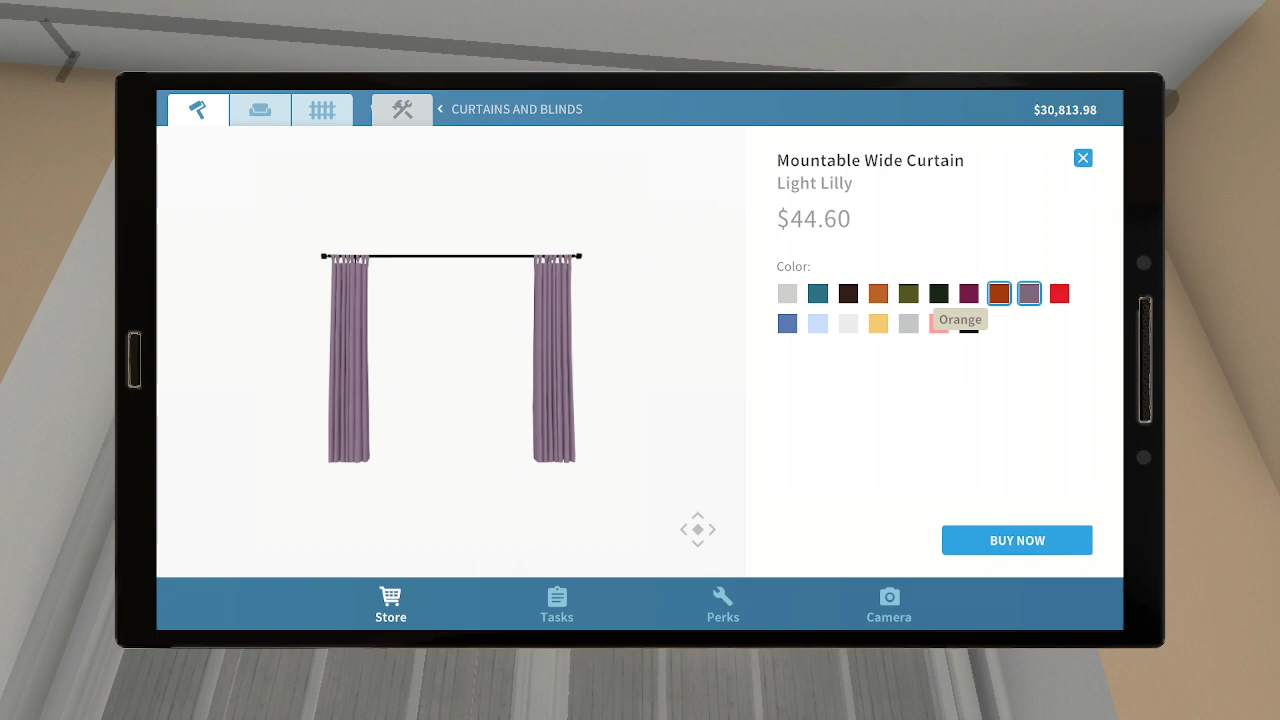 CURTAINS AND BLINDS
$30,813.98
Mountable Wide Curtain
Light Lilly
$44.60
Color:
Orange
BUY NOW
Store
Tasks
Perks
Camera